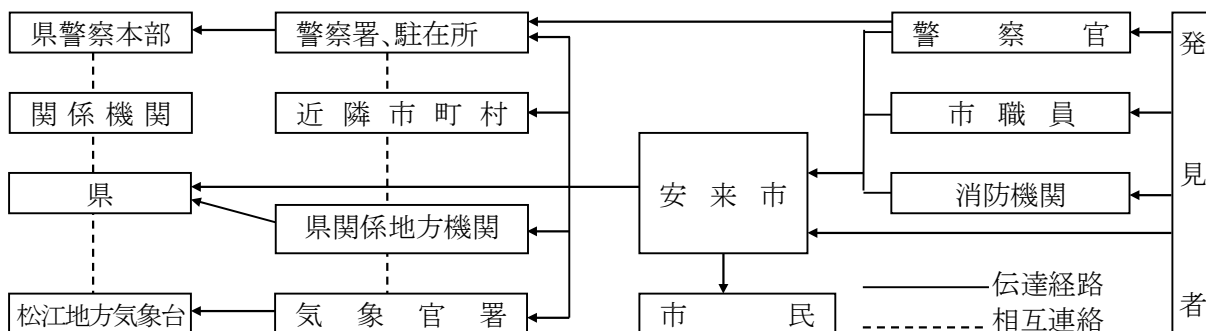 県警察本部
警察署、駐在所
警察官
関係機関
近隣市町村
市職員
県
県関係地方機関
安来市
消防機関
松江地方気象台
気象官署
市民
発見者
伝達経路
相互連絡